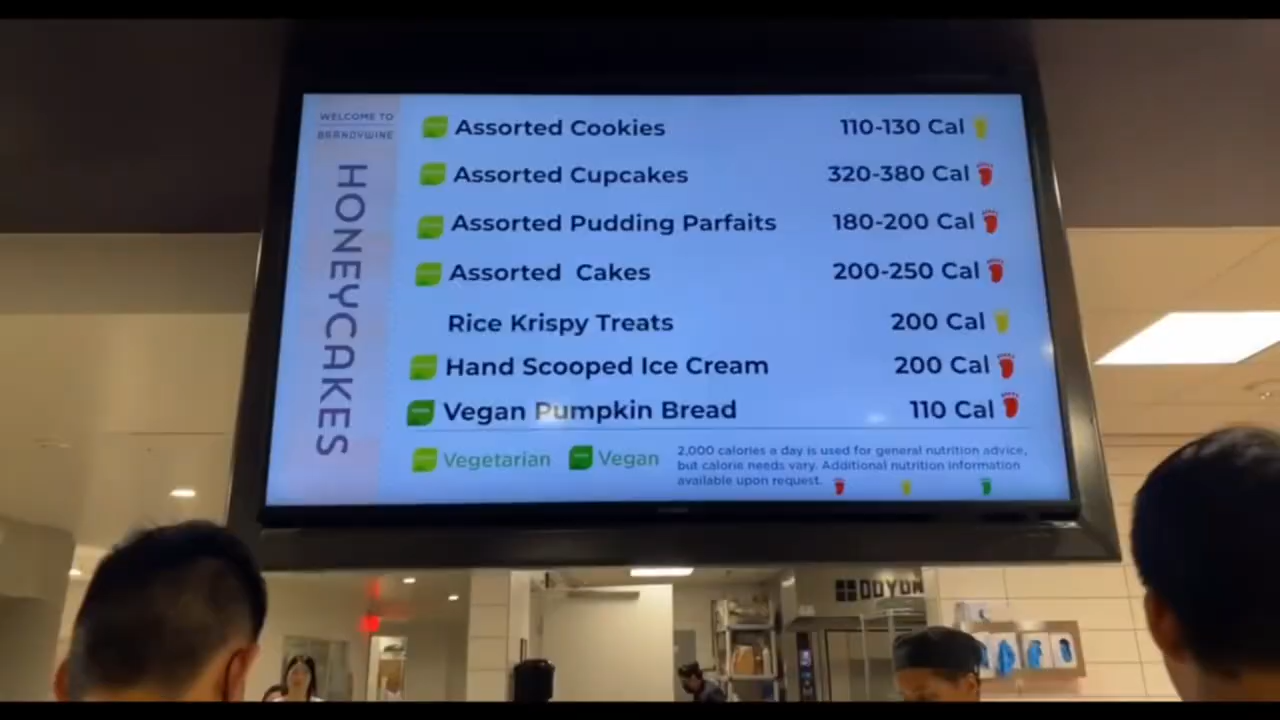 WELCOME TO
BRANDYWINE
HONEYCAKES
Assorted Cookies 110-130 Cal
Assorted Cupcakes 320-380 Cal
Assorted Pudding Parfaits 180-200 Cal
Assorted Cakes 200-250 Cal
Rice Krispy Treats 200 Cal
Hand Scooped Ice Cream 200 Cal
Vegan Pumpkin Bread 110 Cal
Vegetarian Vegan
2,000 calories a day is used for general nutrition advice,
but calorie needs vary. Additional nutrition information
available upon request.
DOYON